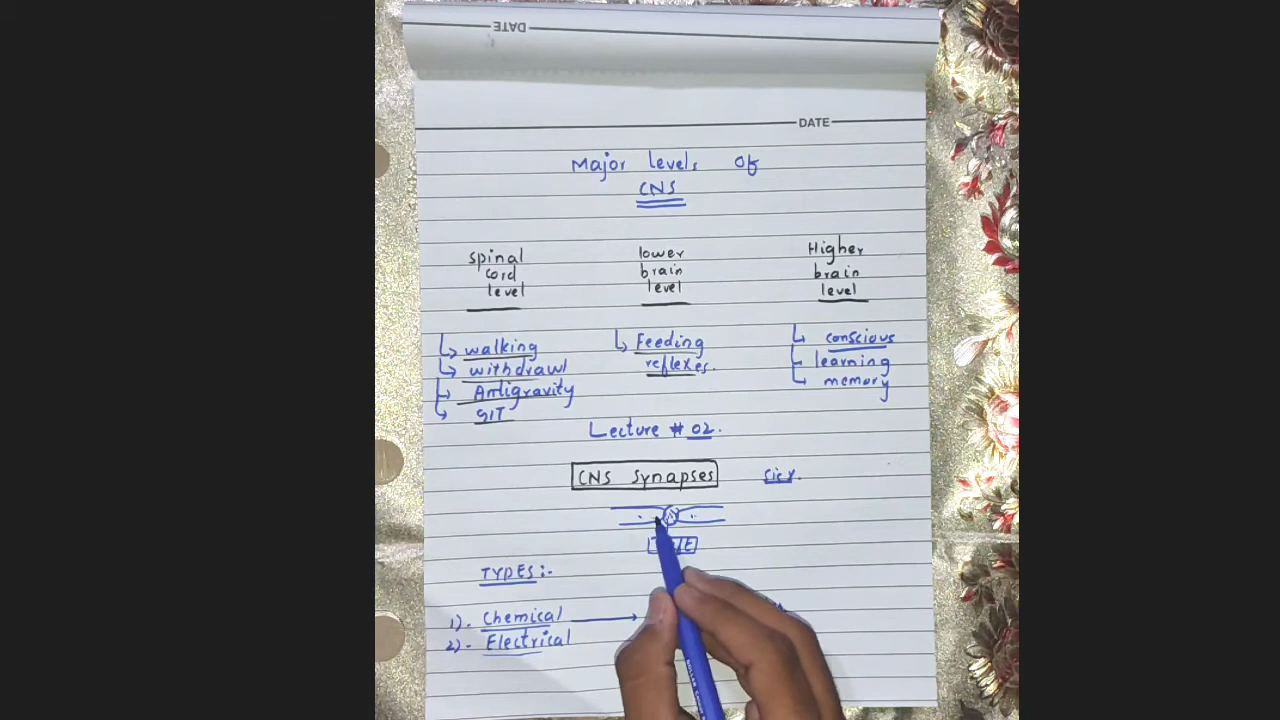 DATE
DATE
Major Levels Of
CNS
spinal
cord
level
lower
brain
level
Higher
brain
level
walking
withdrawl
Antigravity
GIT
Feeding
reflexes.
conscious
learning
memory
Lecture # 02.
CNS Synapses
TYPES:-
1). Chemical
2). Electrical